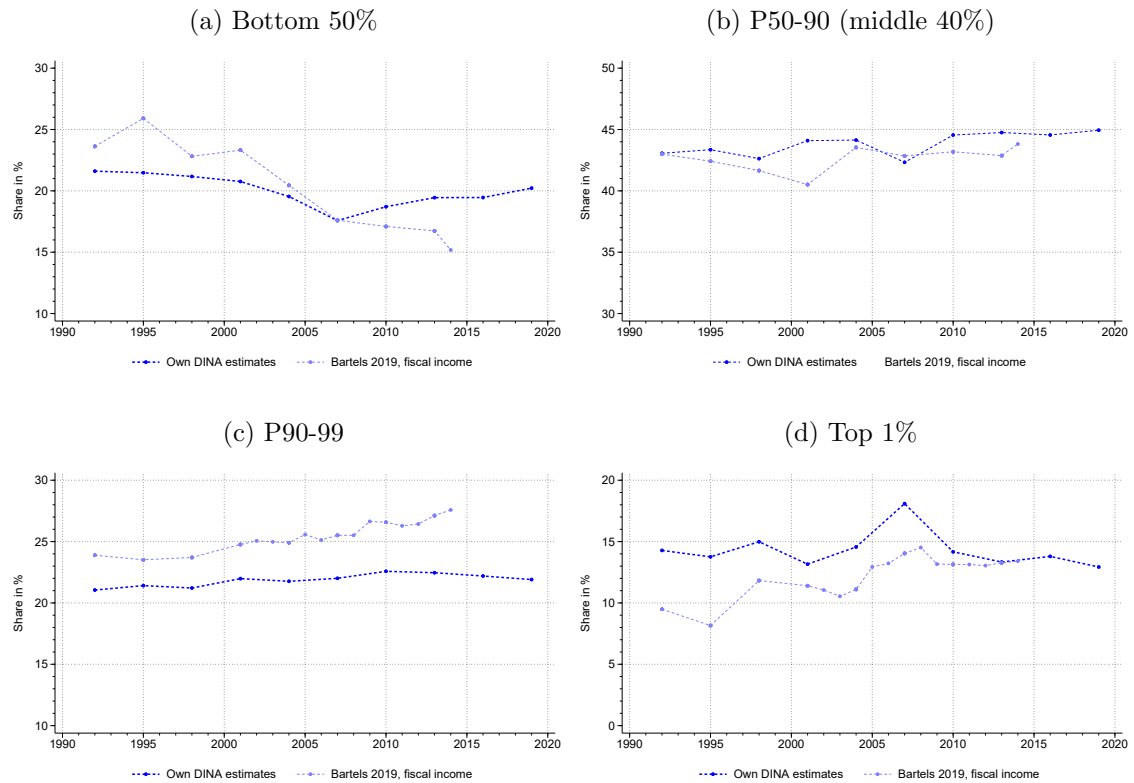 (a) Bottom 50%
(b) P50-90 (middle 40%)
30
25
20
15
10
Share in %
1990 1995 2000 2005 2010 2015 2020
Own DINA estimates Bartels 2019, fiscal income
50
45
40
35
30
Share in %
1990 1995 2000 2005 2010 2015 2020
Own DINA estimates Bartels 2019, fiscal income
(c) P90-99
(d) Top 1%
30
25
20
15
10
Share in %
1990 1995 2000 2005 2010 2015 2020
Own DINA estimates Bartels 2019, fiscal income
20
15
10
5
0
Share in %
1990 1995 2000 2005 2010 2015 2020
Own DINA estimates Bartels 2019, fiscal income